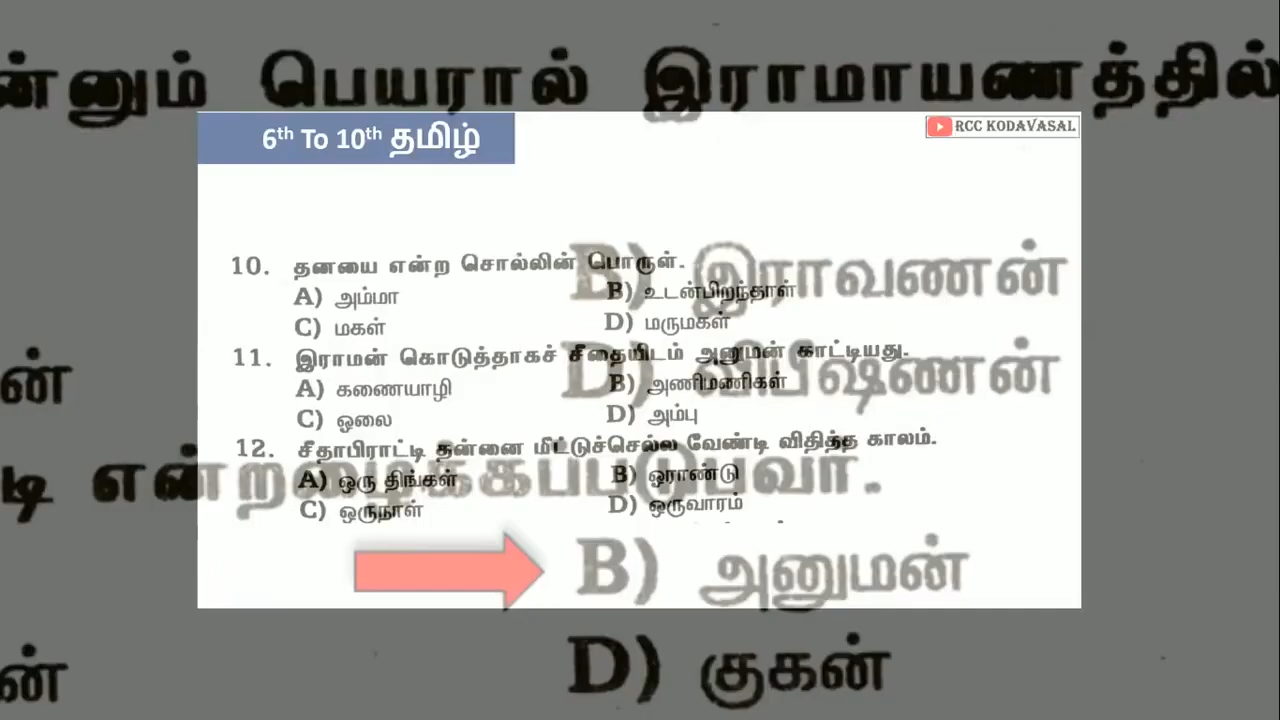 ன்னும் பெயரால் இராமாயணத்தில்
6th To 10th தமிழ்
RCC KODAVASAL
10. தனயை என்ற சொல்லின் பொருள்.
A) அம்மா B) உடன்பிறந்தாள்
C) மகள் D) மருமகள்
B) இராவணன்
11. இராமன் கொடுத்தாகச் சீதையிடம் அனுமன் காட்டியது.
ன் D) விபீஷணன்
A) கணையாழி B) அணிமணிகள்
C) ஓலை D) அம்பு
12. சீதாபிராட்டி தன்னை மீட்டுச்செல்ல வேண்டி விதித்த காலம்.
டி என்றழைக்கப்படுபவர்.
A) ஒரு திங்கள் B) ஓராண்டு
C) ஒருநாள் D) ஒருவாரம்
B) அனுமன்
ன் D) குகன்